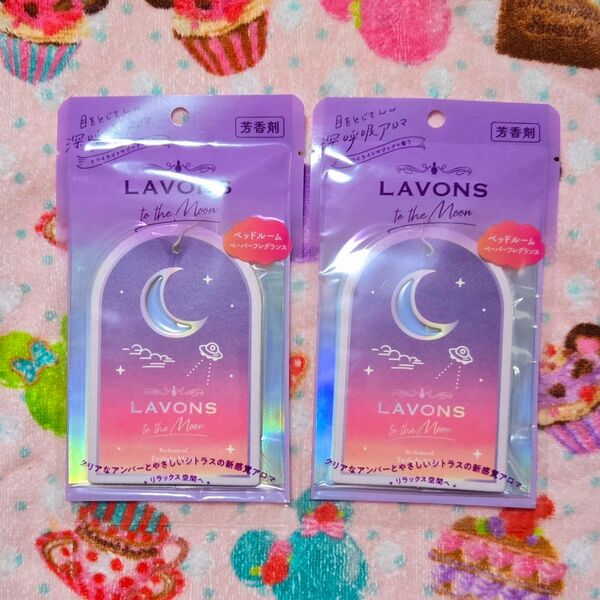 芳香剤
目をとじて
深呼吸アロマ
LAVONS
to the Moon
ベッドルーム
ペーパーフレグランス
LAVONS
to the Moon
Perfume of
クリアなアンバーとやさしいシトラスの新感覚アロマ
・リラックス空間へ・
芳香剤
目をとじて
深呼吸アロマ
LAVONS
to the Moon
ベッドルーム
ペーパーフレグランス
LAVONS
to the Moon
Perfume of
クリアなアンバーとやさしいシトラスの新感覚アロマ
・リラックス空間へ・